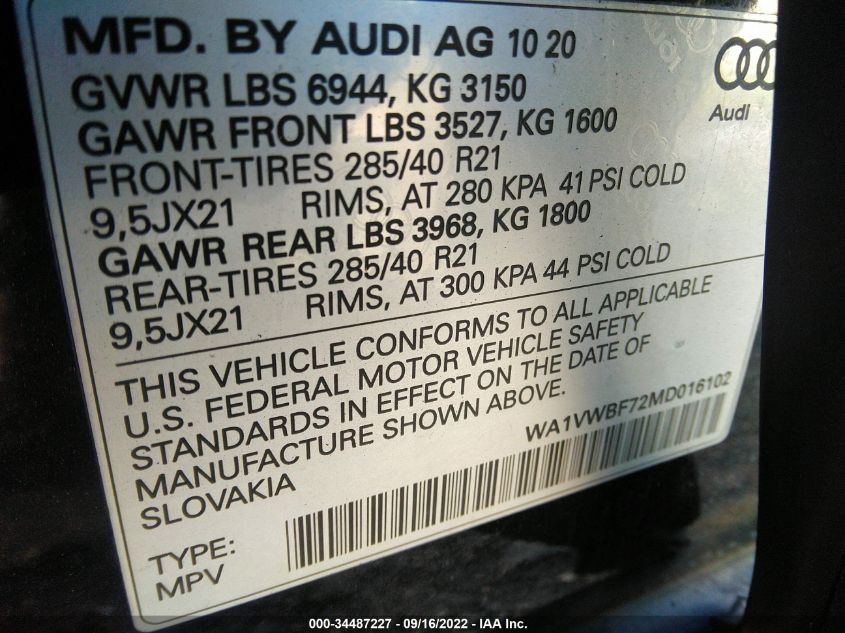 MFD. BY AUDI AG 10 20
GVWR LBS 6944, KG 3150
GAWR FRONT LBS 3527, KG 1600
FRONT-TIRES 285/40 R21
9,5JX21 RIMS, AT 280 KPA 41 PSI COLD
GAWR REAR LBS 3968, KG 1800
REAR-TIRES 285/40 R21
9,5JX21 RIMS, AT 300 KPA 44 PSI COLD
Audi
THIS VEHICLE CONFORMS TO ALL APPLICABLE
U.S. FEDERAL MOTOR VEHICLE SAFETY
STANDARDS IN EFFECT ON THE DATE OF
MANUFACTURE SHOWN ABOVE.
SLOVAKIA
WA1VWBF72MD016102
TYPE:
MPV
000-34487227 - 09/16/2022 - IAA Inc.